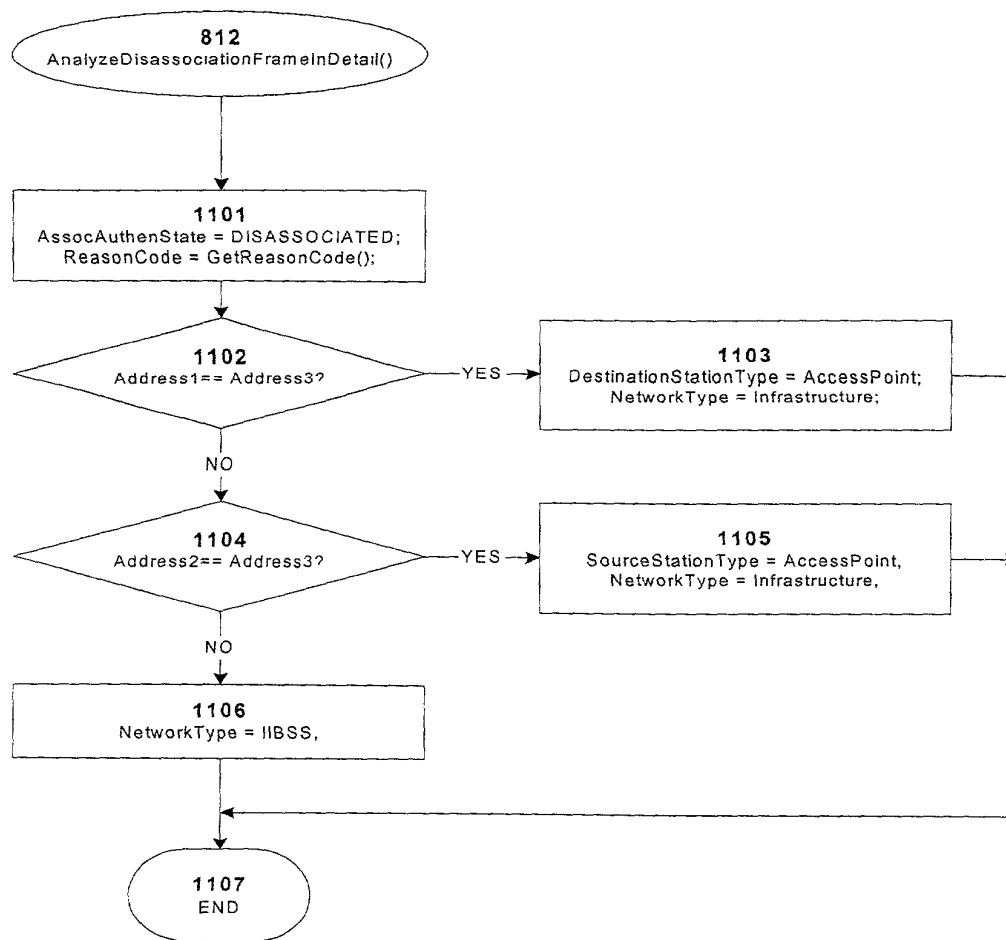 812
AnalyzeDisassociationFrameInDetail()
1101
AssocAuthenState = DISASSOCIATED;
ReasonCode = GetReasonCode();
1102
Address1== Address3?
YES
1103
DestinationStationType = AccessPoint;
NetworkType = Infrastructure;
NO
1104
Address2== Address3?
YES
1105
SourceStationType = AccessPoint,
NetworkType = Infrastructure,
NO
1106
NetworkType = IIBSS,
1107
END